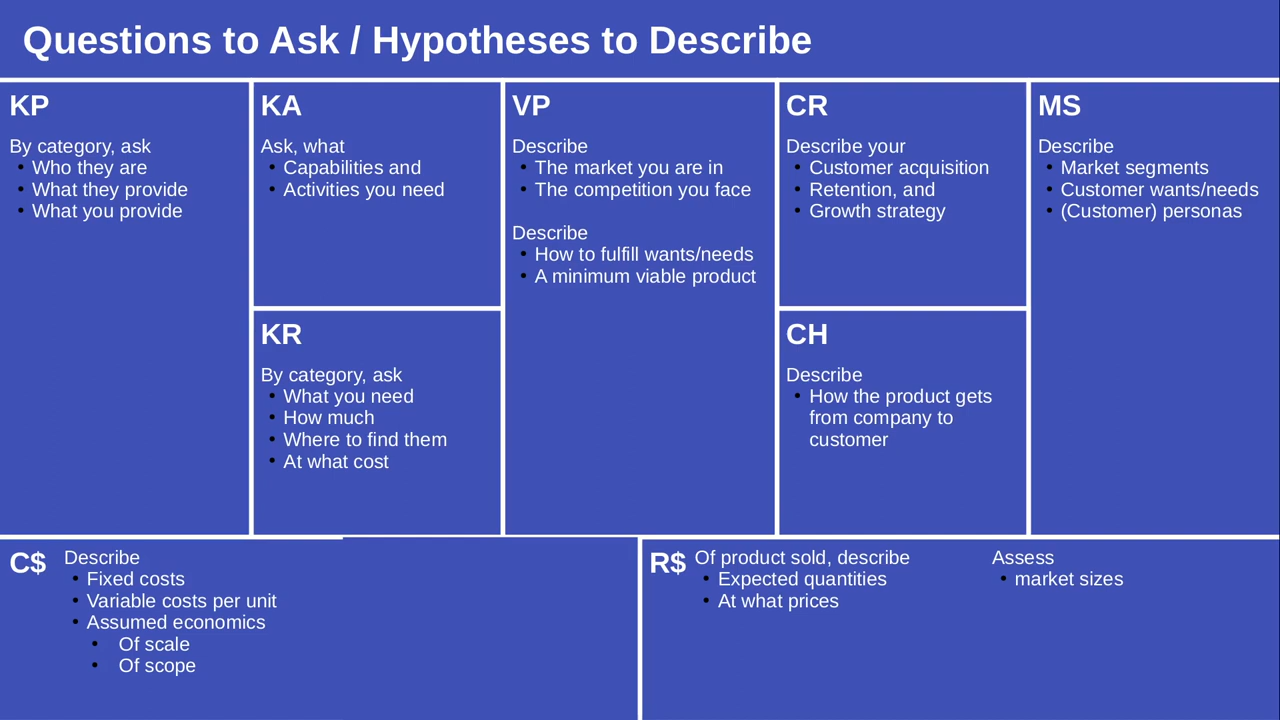 Questions to Ask / Hypotheses to Describe
KP
By category, ask
• Who they are
• What they provide
• What you provide
KA
Ask, what
• Capabilities and
• Activities you need
KR
By category, ask
• What you need
• How much
• Where to find them
• At what cost
VP
Describe
• The market you are in
• The competition you face
Describe
• How to fulfill wants/needs
• A minimum viable product
CR
Describe your
• Customer acquisition
• Retention, and
• Growth strategy
CH
Describe
• How the product gets
from company to
customer
MS
Describe
• Market segments
• Customer wants/needs
• (Customer) personas
C$
Describe
• Fixed costs
• Variable costs per unit
• Assumed economics
• Of scale
• Of scope
R$
Of product sold, describe
• Expected quantities
• At what prices
Assess
• market sizes